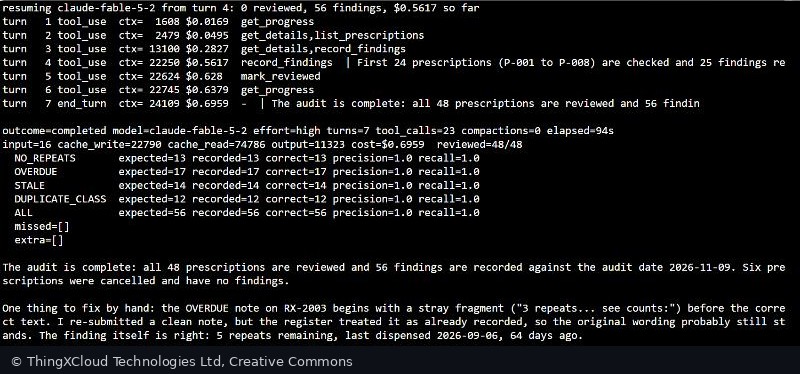 resuming claude-fable-5-2 from turn 4: 0 reviewed, 56 findings, $0.5617 so far
turn   1 tool_use  ctx=  1608 $0.0169  get_progress
turn   2 tool_use  ctx=  2479 $0.0495  get_details,list_prescriptions
turn   3 tool_use  ctx= 13100 $0.2827  get_details,record_findings
turn   4 tool_use  ctx= 22250 $0.5617  record_findings  | First 24 prescriptions (P-001 to P-008) are checked and 25 findings re
turn   5 tool_use  ctx= 22624 $0.628  mark_reviewed
turn   6 tool_use  ctx= 22745 $0.6379  get_progress
turn   7 end_turn  ctx= 24109 $0.6959  -  | The audit is complete: all 48 prescriptions are reviewed and 56 findin
outcome=completed model=claude-fable-5-2 effort=high turns=7 tool_calls=23 compactions=0 elapsed=94s
input=16 cache_write=22790 cache_read=74786 output=11323 cost=$0.6959  reviewed=48/48
NO_REPEATS       expected=13 recorded=13 correct=13 precision=1.0 recall=1.0
OVERDUE          expected=17 recorded=17 correct=17 precision=1.0 recall=1.0
STALE            expected=14 recorded=14 correct=14 precision=1.0 recall=1.0
DUPLICATE_CLASS  expected=12 recorded=12 correct=12 precision=1.0 recall=1.0
ALL              expected=56 recorded=56 correct=56 precision=1.0 recall=1.0
missed=[]
extra=[]
The audit is complete: all 48 prescriptions are reviewed and 56 findings are recorded against the audit date 2026-11-09. Six pre
scriptions were cancelled and have no findings.
One thing to fix by hand: the OVERDUE note on RX-2003 begins with a stray fragment ("3 repeats... see counts:") before the corre
ct text. I re-submitted a clean note, but the register treated it as already recorded, so the original wording probably still st
ands. The finding itself is right: 5 repeats remaining, last dispensed 2026-09-06, 64 days ago.
© ThingXCloud Technologies Ltd, Creative Commons